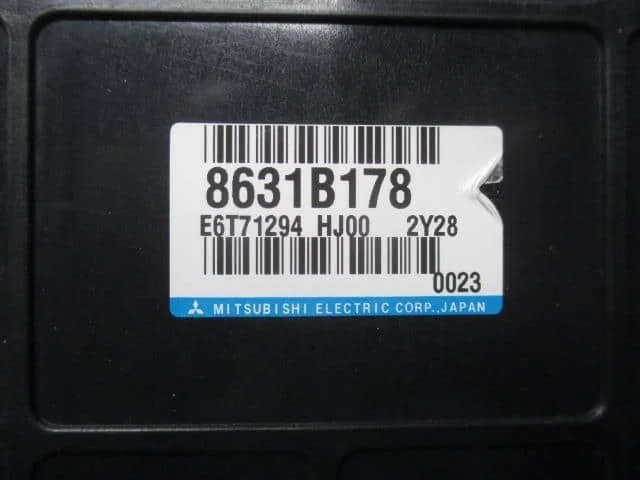 8631B178
E6T71294 HJ00 2Y28
0023
MITSUBISHI ELECTRIC CORP.,JAPAN